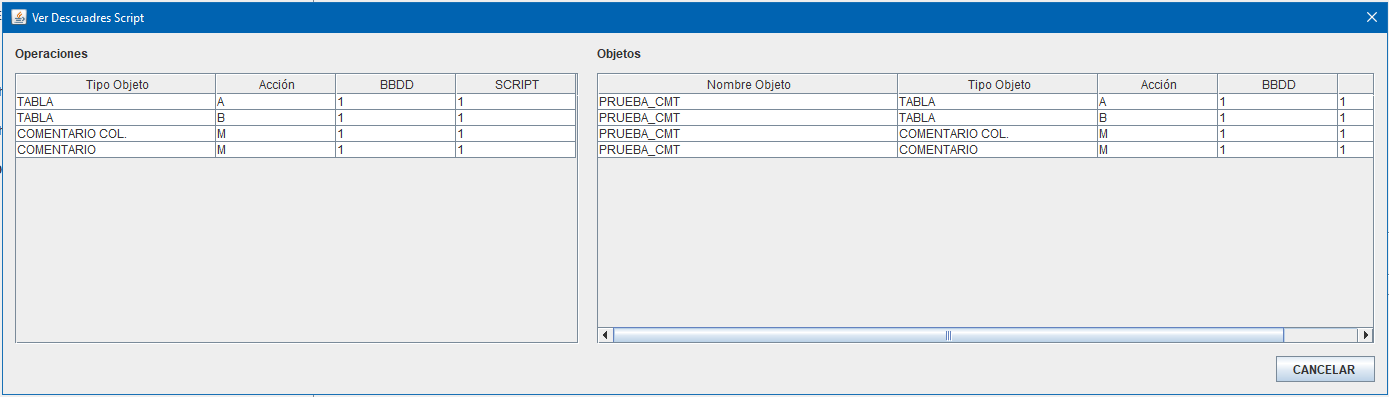 Ver Descuadres Script
Operaciones
Tipo Objeto Acción BBDD SCRIPT
TABLA A 1 1
TABLA B 1 1
COMENTARIO COL. M 1 1
COMENTARIO M 1 1
Objetos
Nombre Objeto Tipo Objeto Acción BBDD
PRUEBA_CMT TABLA A 1 1
PRUEBA_CMT TABLA B 1 1
PRUEBA_CMT COMENTARIO COL. M 1 1
PRUEBA_CMT COMENTARIO M 1 1
CANCELAR